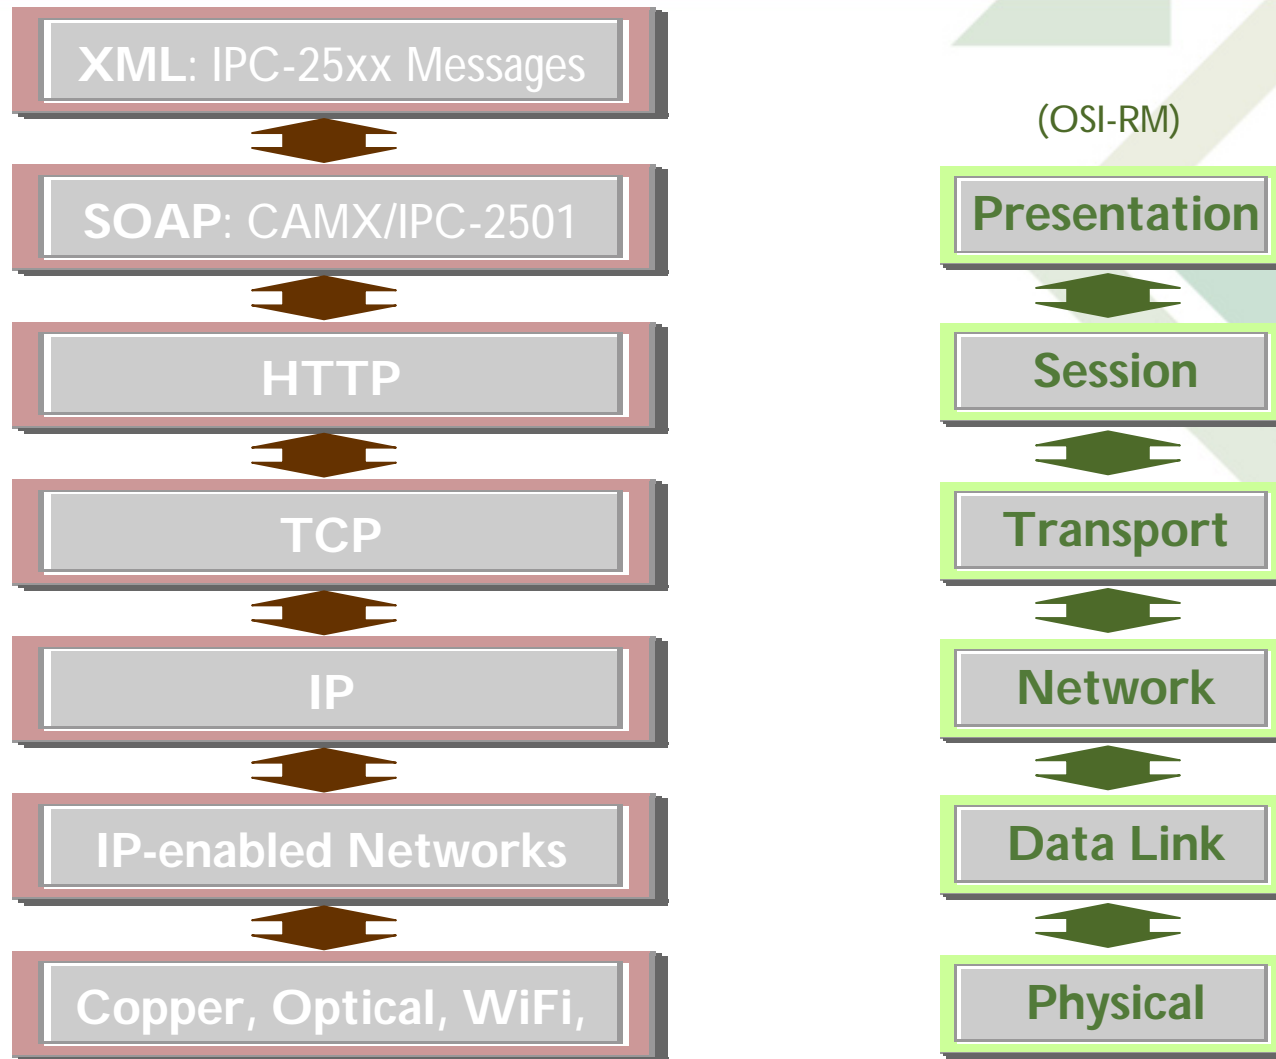 XML: IPC-25xx Messages
(OSI-RM)
SOAP: CAMX/IPC-2501
Presentation
HTTP
Session
TCP
Transport
IP
Network
IP-enabled Networks
Data Link
Copper, Optical, WiFi,
Physical